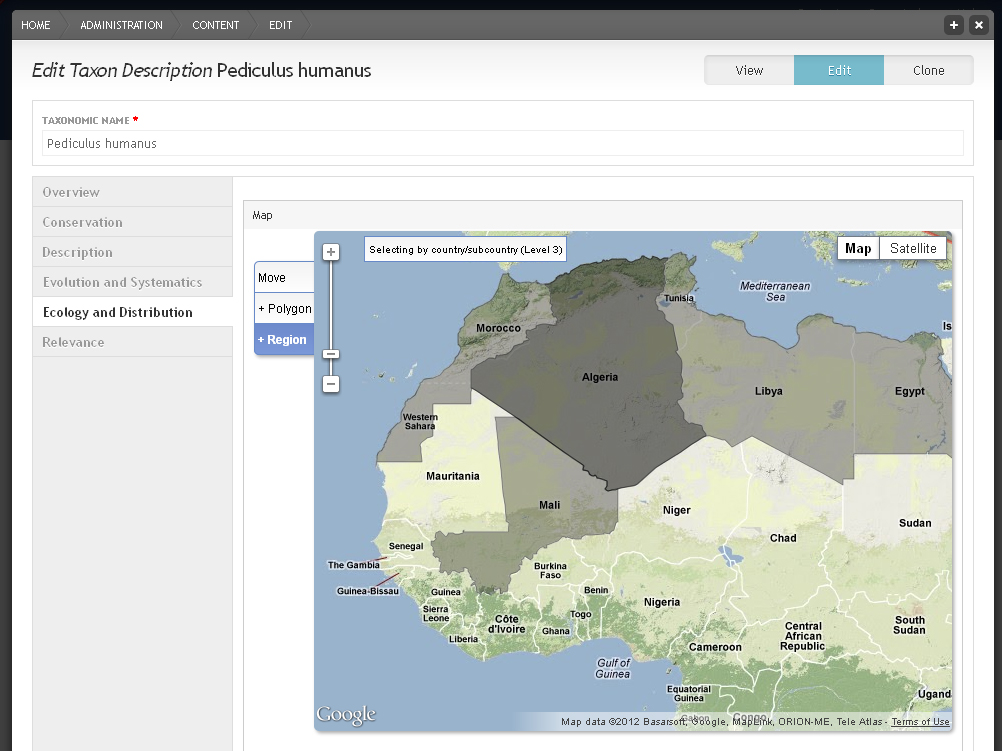 HOME ADMINISTRATION CONTENT EDIT
Edit Taxon Description Pediculus humanus
View Edit Clone
TAXONOMIC NAME *
Pediculus humanus
Overview
Conservation
Description
Evolution and Systematics
Ecology and Distribution
Relevance
Map
Selecting by country/subcountry (Level 3)
Map Satellite
Move
+ Polygon
+ Region
Mediterranean
Sea
Tunisia
Morocco
Is
Algeria
Libya
Egypt
Western
Sahara
Mauritania
Mali
Niger
Sudan
Chad
Senegal
The Gambia
Burkina
Faso
Guinea-Bissau
Guinea
Benin
Nigeria
Sierra
Leone
Togo
Côte
d'Ivoire
Ghana
South
Sudan
Liberia
Central
African
Republic
Cameroon
Gulf of
Guinea
Equatorial
Guinea
Ugand
Gabon
Congo
Google
Map data ©2012 Basarsoft, Google, MapLink, ORION-ME, Tele Atlas - Terms of Use